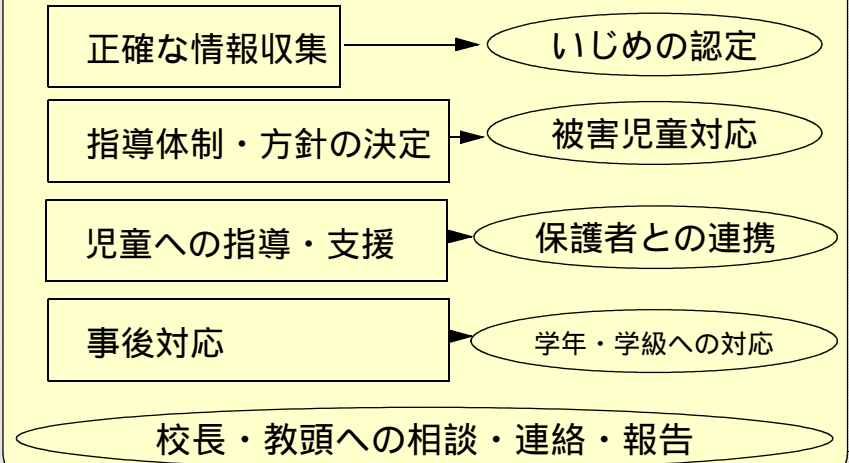 正確な情報収集
いじめの認定
指導体制・方針の決定
被害児童対応
児童への指導・支援
保護者との連携
事後対応
学年・学級への対応
校長・教頭への相談・連絡・報告